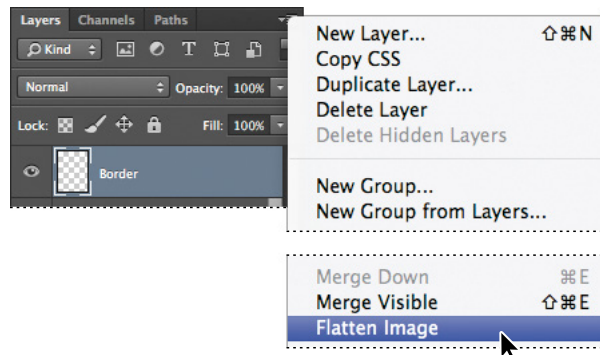 Layers Channels Paths
Kind T
Normal Opacity: 100%
Lock: Fill: 100%
Border
New Layer... ⇧⌘N
Copy CSS
Duplicate Layer...
Delete Layer
Delete Hidden Layers
New Group...
New Group from Layers...
Merge Down ⌘E
Merge Visible ⇧⌘E
Flatten Image